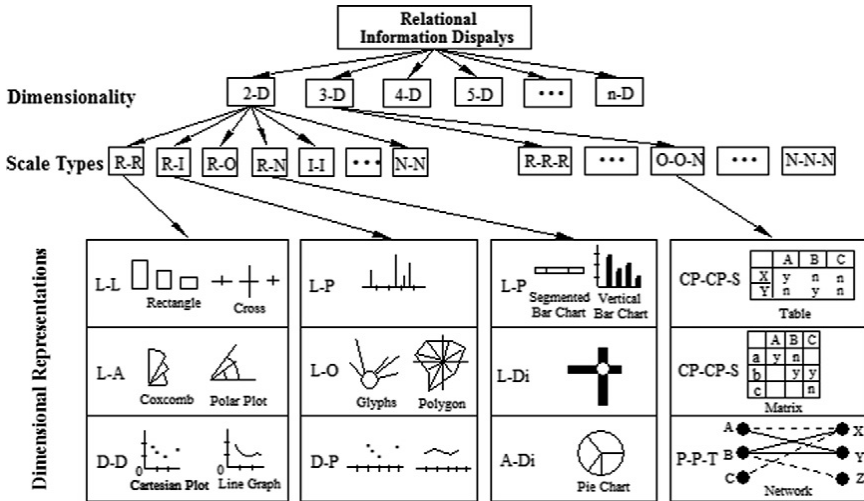 Relational
Information Dispalys
Dimensionality
2-D 3-D 4-D 5-D ••• n-D
Scale Types
R-R R-I R-O R-N I-I ••• N-N R-R-R ••• O-O-N ••• N-N-N
Dimensional Representations
L-L
Rectangle
Cross
L-A
Coxcomb
Polar Plot
D-D
Cartesian Plot
Line Graph
L-P
L-O
Glyphs
Polygon
D-P
L-P
Segmented
Bar Chart
Vertical
Bar Chart
L-Di
A-Di
Pie Chart
CP-CP-S
A B C
X y n n
Y n y n
Table
CP-CP-S
A B C
a y n
b y y
c n
Matrix
P-P-T
A X
B Y
C Z
Network